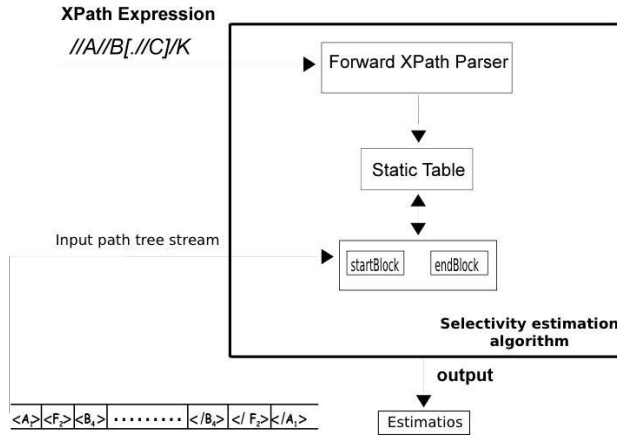 XPath Expression
//A//B[.//C]/K
Forward XPath Parser
Static Table
Input path tree stream
startBlock endBlock
Selectivity estimation
algorithm
output
<A₁> <F₂> <B₄> ......... </B₄> </ F₂> </A₁>
Estimatios